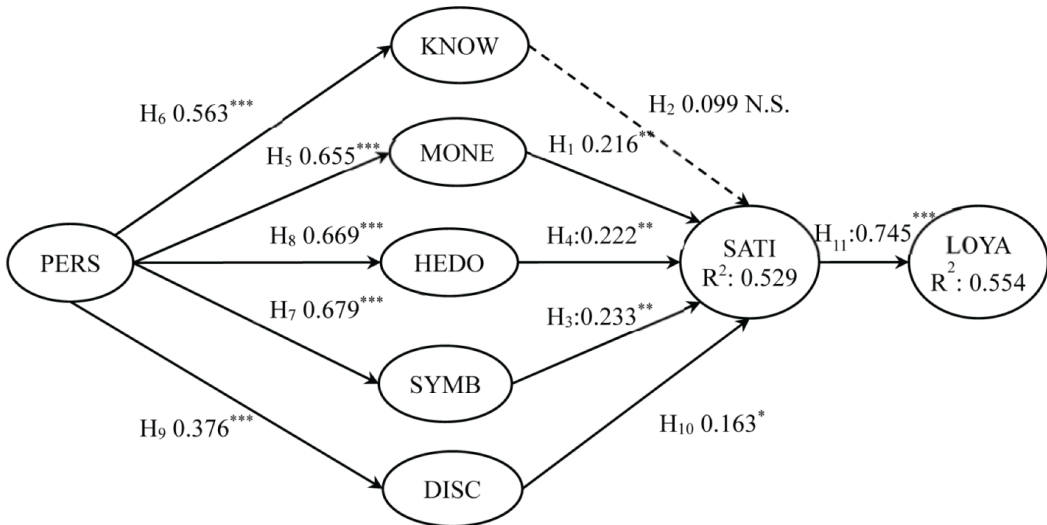 KNOW
H₆ 0.563***
H₂ 0.099 N.S.
H₅ 0.655***
MONE
H₁ 0.216**
PERS
H₈ 0.669***
HEDO
H₄:0.222**
SATI
R²: 0.529
H₁₁:0.745***
LOYA
R²: 0.554
H₇ 0.679***
SYMB
H₃:0.233**
H₉ 0.376***
H₁₀ 0.163*
DISC